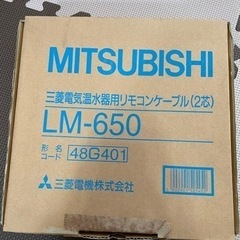 MITSUBISHI
三菱電気温水器用リモコンケーブル(2芯)
LM-650
形名コード 48G401
三菱電機株式会社